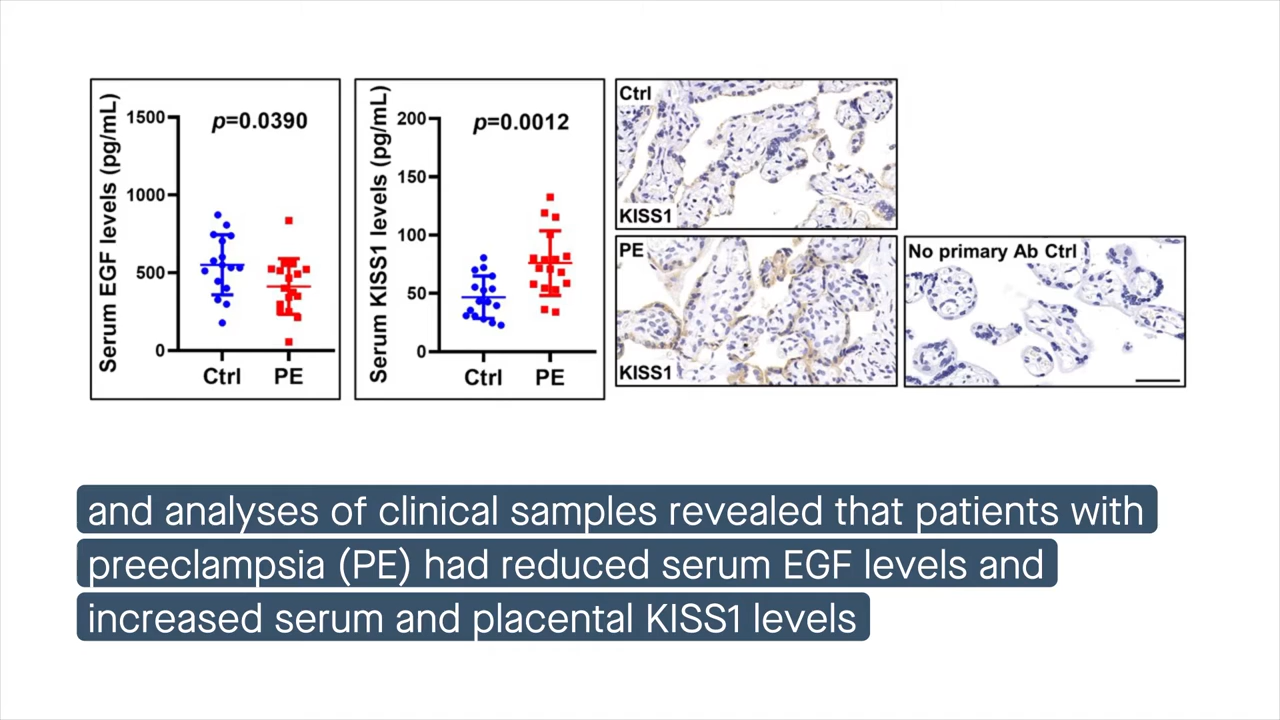 Serum EGF levels (pg/mL)
1500
1000
500
0
p=0.0390
Ctrl PE
Serum KISS1 levels (pg/mL)
200
150
100
50
0
p=0.0012
Ctrl PE
Ctrl
KISS1
PE
KISS1
No primary Ab Ctrl
and analyses of clinical samples revealed that patients with
preeclampsia (PE) had reduced serum EGF levels and
increased serum and placental KISS1 levels